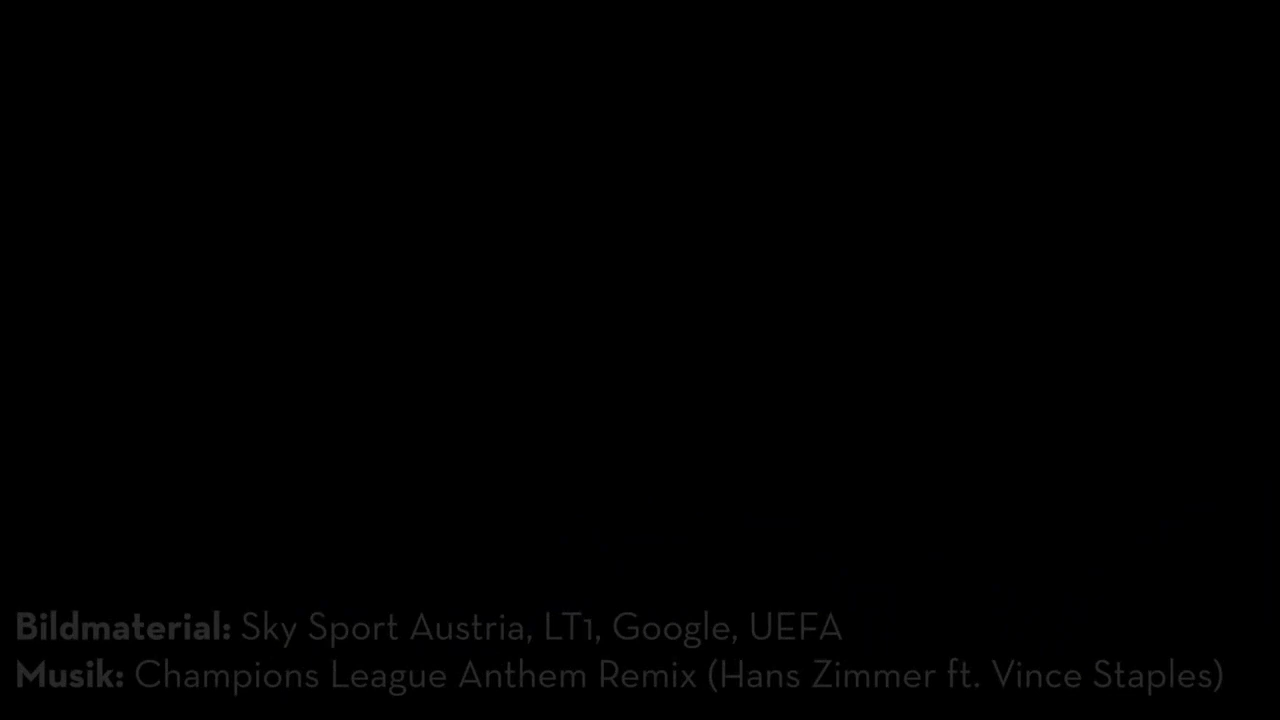 Bildmaterial: Sky Sport Austria, LT1, Google, UEFA
Musik: Champions League Anthem Remix (Hans Zimmer ft. Vince Staples)